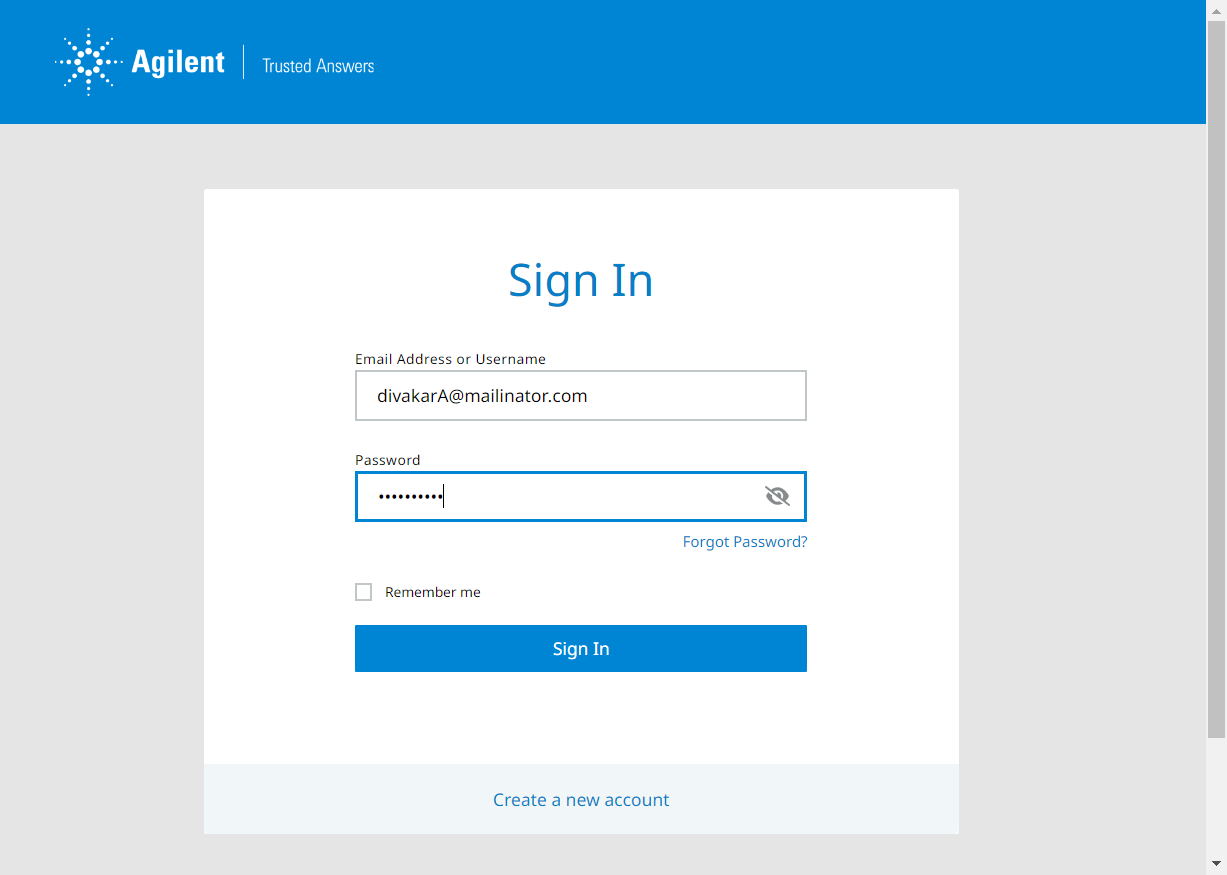 Agilent | Trusted Answers
Sign In
Email Address or Username
divakarA@mailinator.com
Password
••••••••••
Forgot Password?
Remember me
Sign In
Create a new account